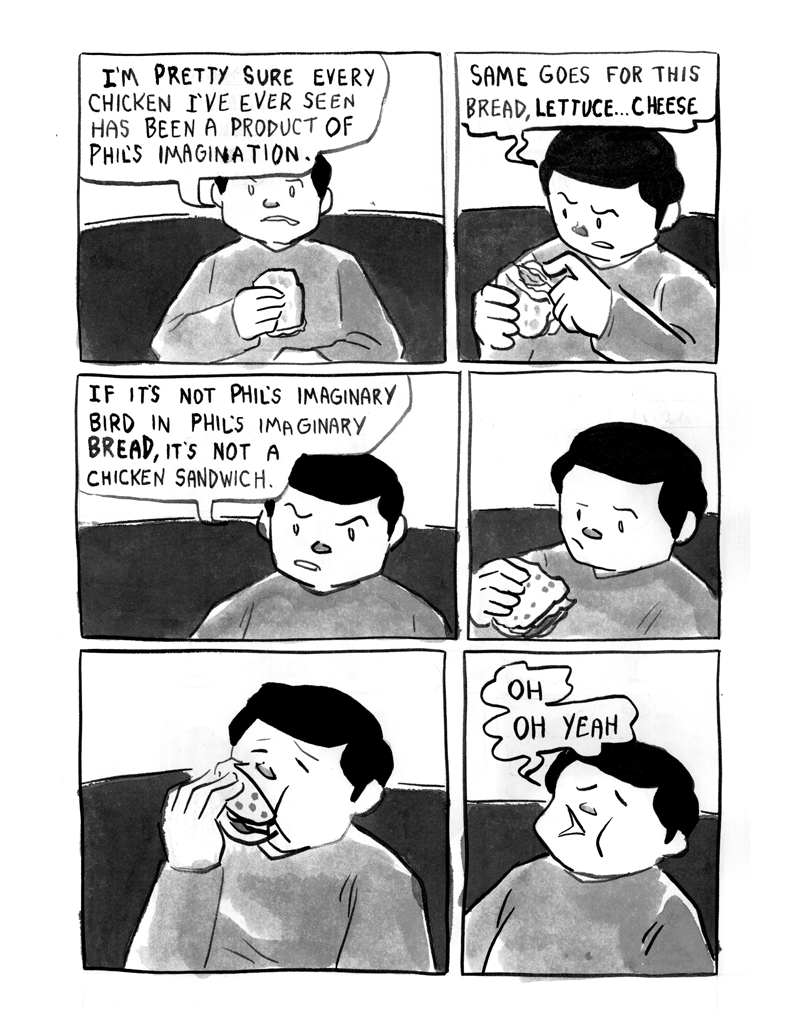 I'M PRETTY SURE EVERY
CHICKEN I'VE EVER SEEN
HAS BEEN A PRODUCT OF
PHIL'S IMAGINATION.
SAME GOES FOR THIS
BREAD, LETTUCE...CHEESE
IF IT'S NOT PHIL'S IMAGINARY
BIRD IN PHIL'S IMAGINARY
BREAD, IT'S NOT A
CHICKEN SANDWICH.
OH
OH YEAH